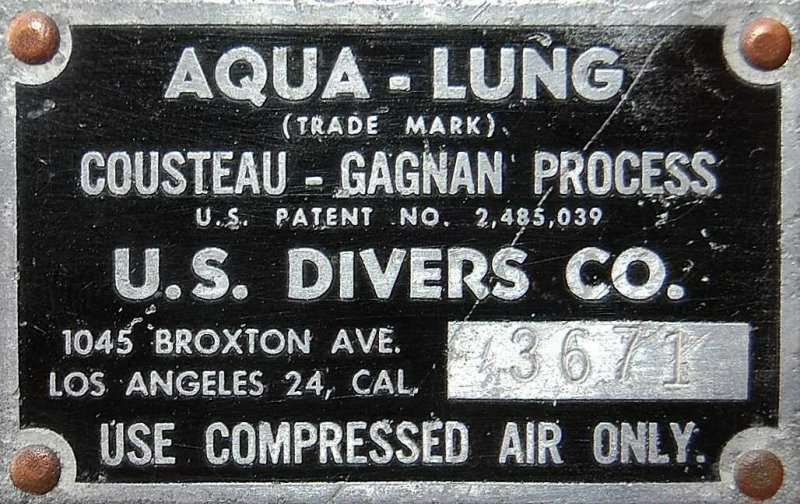 AQUA - LUNG
(TRADE MARK).
COUSTEAU - GAGNAN PROCESS
U.S. PATENT NO. 2,485,039
U.S. DIVERS CO.
1045 BROXTON AVE.
LOS ANGELES 24, CAL.
3671
USE COMPRESSED AIR ONLY.